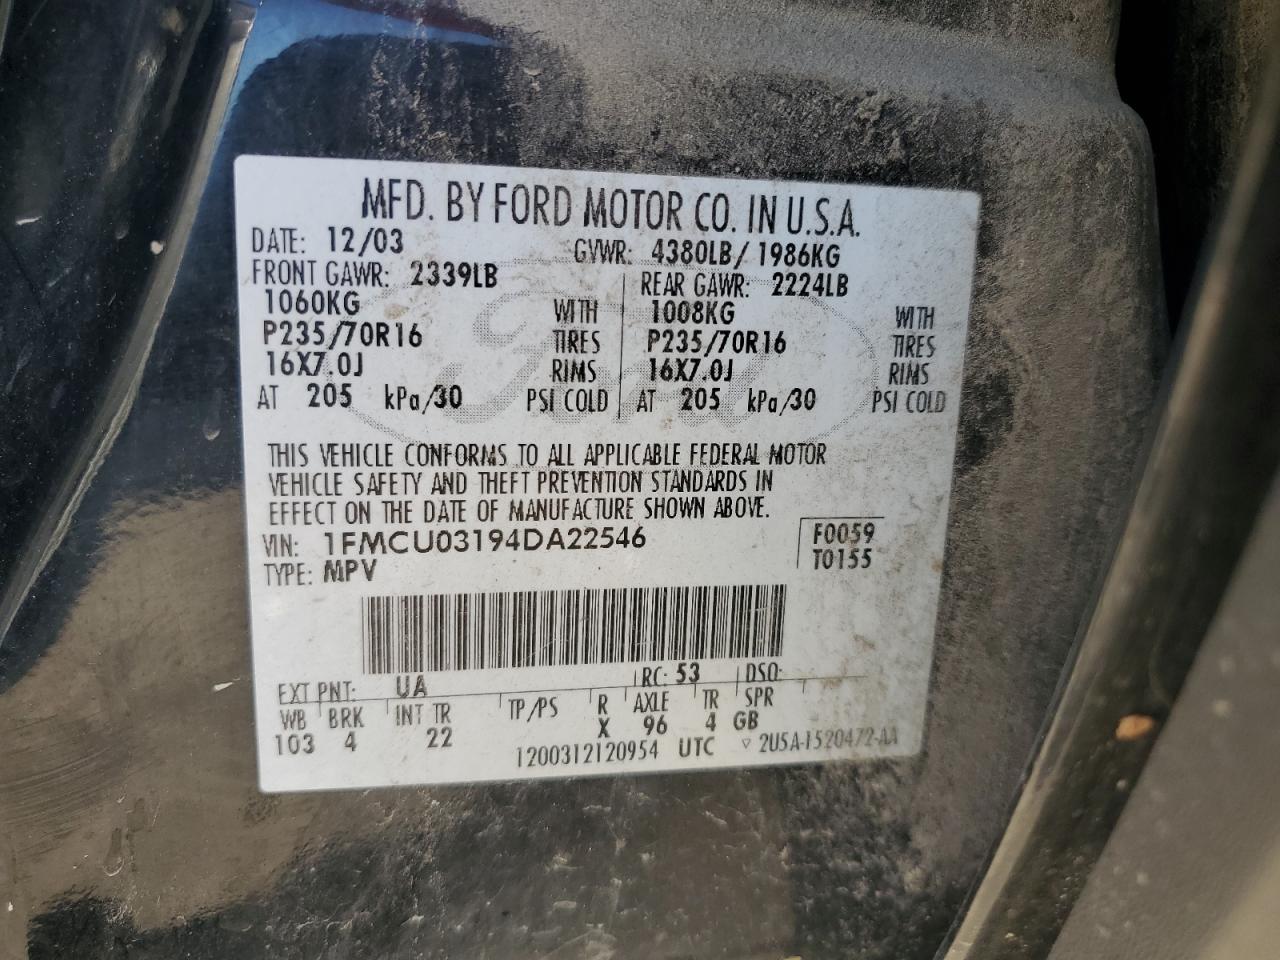 MFD. BY FORD MOTOR CO. IN U.S.A.
DATE: 12/03 GVWR: 4380LB/ 1986KG
FRONT GAWR: 2339LB REAR GAWR: 2224LB
1060KG WITH 1008KG WITH
P235/70R16 TIRES P235/70R16 TIRES
16X7.0J RIMS 16X7.0J RIMS
AT 205 kPa/30 PSI COLD AT 205 kPa/30 PSI COLD
THIS VEHICLE CONFORMS TO ALL APPLICABLE FEDERAL MOTOR
VEHICLE SAFETY AND THEFT PREVENTION STANDARDS IN
EFFECT ON THE DATE OF MANUFACTURE SHOWN ABOVE.
VIN: 1FMCU03194DA22546 F0059
TYPE: MPV T0155
EXT PNT: UA RC: 53 DSO:
WB BRK INT TR TP/PS R AXLE TR SPR
103 4 22 X 96 4 GB
1200312120954 UTC ▽ 2U5A-1520472-AA